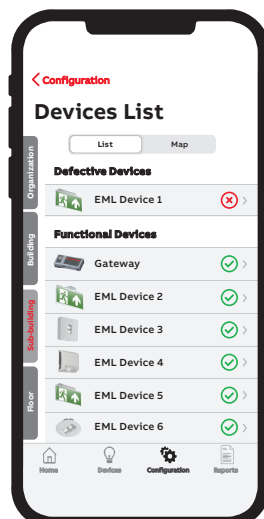 Configuration
Devices List
List
Map
Organization
Building
Sub-building
Floor
Defective Devices
EML Device 1
Functional Devices
Gateway
EML Device 2
EML Device 3
EML Device 4
EML Device 5
EML Device 6
Home
Devices
Configuration
Reports